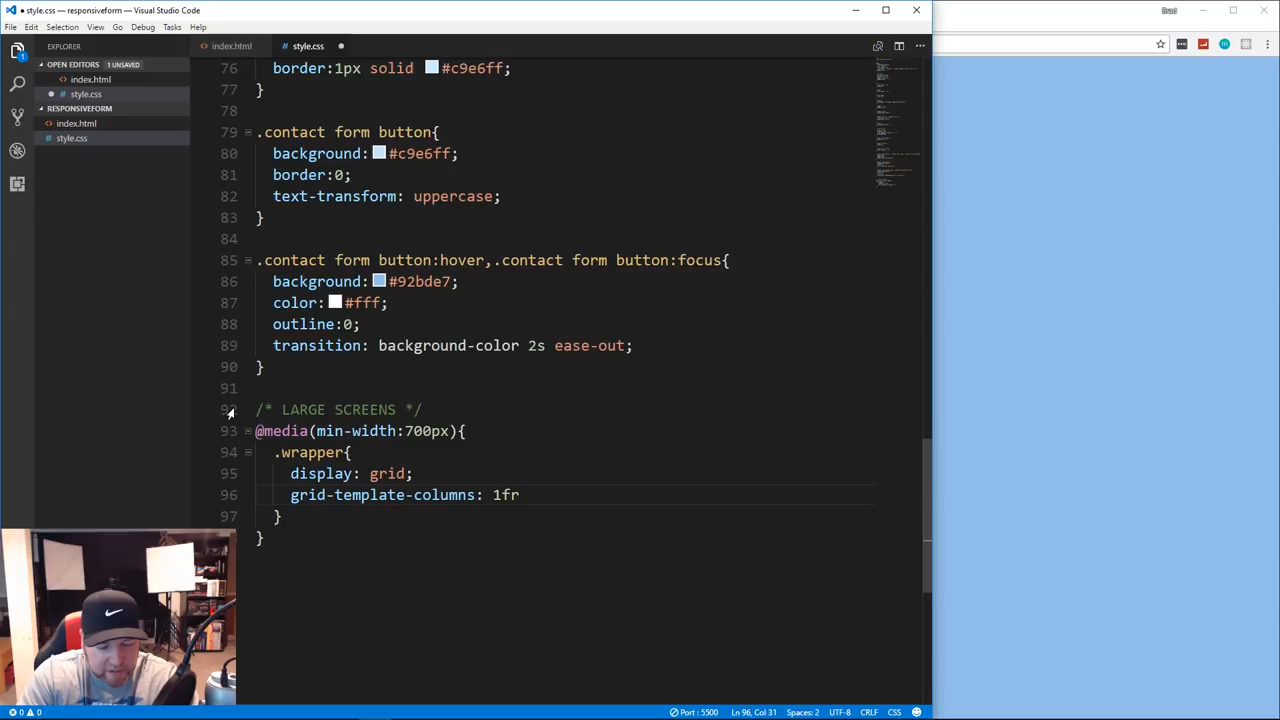 style.css — responsiveform — Visual Studio Code
File Edit Selection View Go Debug Tasks Help
Brad
EXPLORER
OPEN EDITORS 1 UNSAVED
index.html
style.css
RESPONSIVEFORM
index.html
style.css
1
index.html style.css
76 border:1px solid #c9e6ff;
77 }
78
79 .contact form button{
80 background: #c9e6ff;
81 border:0;
82 text-transform: uppercase;
83 }
84
85 .contact form button:hover,.contact form button:focus{
86 background: #92bde7;
87 color: #fff;
88 outline:0;
89 transition: background-color 2s ease-out;
90 }
91
92 /* LARGE SCREENS */
93 @media(min-width:700px){
94 .wrapper{
95 display: grid;
96 grid-template-columns: 1fr
97 }
}
0 0
Port : 5500 Ln 96, Col 31 Spaces: 2 UTF-8 CRLF CSS